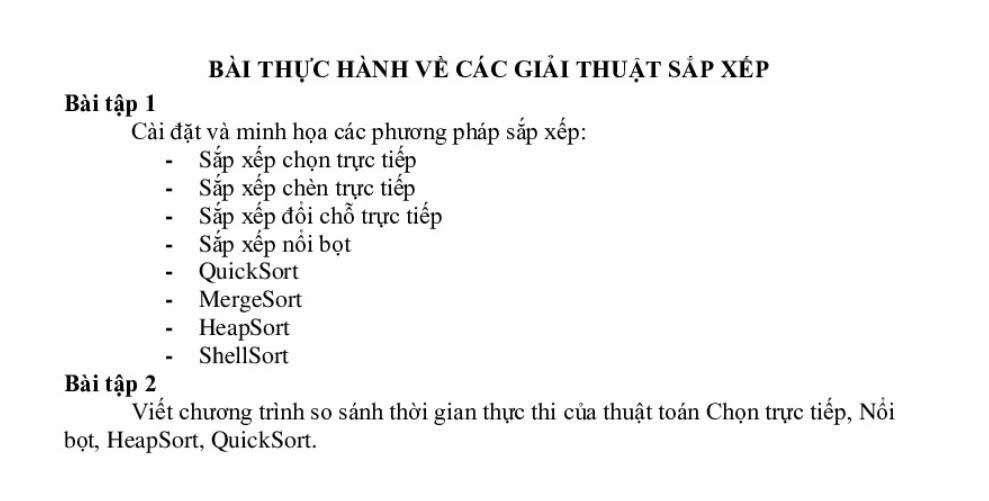 BÀI THỰC HÀNH VỀ CÁC GIẢI THUẬT SẮP XẾP
Bài tập 1
Cài đặt và minh họa các phương pháp sắp xếp:
- Sắp xếp chọn trực tiếp
- Sắp xếp chèn trực tiếp
- Sắp xếp đổi chỗ trực tiếp
- Sắp xếp nổi bọt
- QuickSort
- MergeSort
- HeapSort
- ShellSort
Bài tập 2
Viết chương trình so sánh thời gian thực thi của thuật toán Chọn trực tiếp, Nổi
bọt, HeapSort, QuickSort.